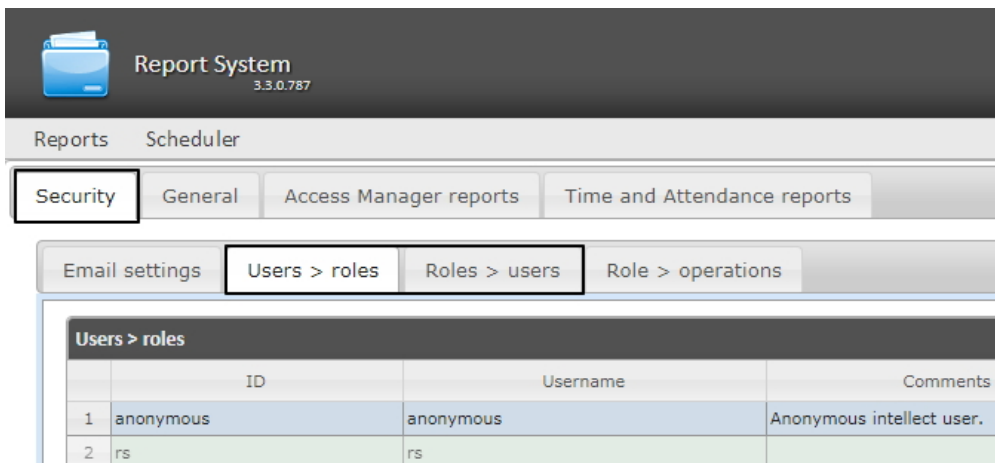 Report System
3.3.0.787
Reports Scheduler
Security General Access Manager reports Time and Attendance reports
Email settings Users > roles Roles > users Role > operations
Users > roles
ID Username Comments
1 anonymous anonymous Anonymous intellect user.
2 rs rs